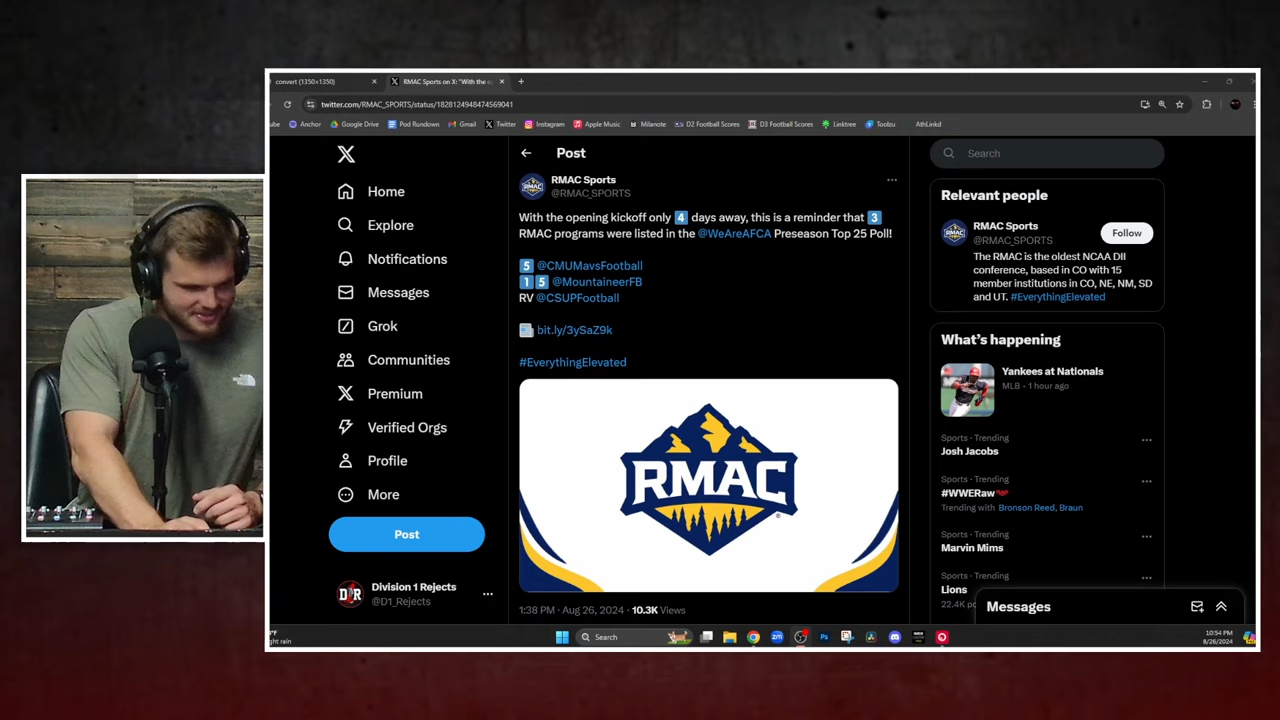 convert (1350×1350)
RMAC Sports on X: "With the o
twitter.com/RMAC_SPORTS/status/1828124948474569041
Anchor
Google Drive
Pod Rundown
Gmail
Twitter
Instagram
Apple Music
Milanote
D2 Football Scores
D3 Football Scores
Linktree
Toolzu
AthLinkd
Home
Explore
Notifications
Messages
Grok
Communities
Premium
Verified Orgs
Profile
More
Post
Division 1 Rejects
@D1_Rejects
Post
RMAC Sports
@RMAC_SPORTS
With the opening kickoff only 4 days away, this is a reminder that 3
RMAC programs were listed in the @WeAreAFCA Preseason Top 25 Poll!
5 @CMUMavsFootball
1 5 @MountaineerFB
RV @CSUPFootball
bit.ly/3ySaZ9k
#EverythingElevated
RMAC
1:38 PM · Aug 26, 2024 · 10.3K Views
Search
Relevant people
RMAC Sports
@RMAC_SPORTS
Follow
The RMAC is the oldest NCAA DII
conference, based in CO with 15
member institutions in CO, NE, NM, SD
and UT. #EverythingElevated
What's happening
Yankees at Nationals
MLB · 1 hour ago
Sports · Trending
Josh Jacobs
Sports · Trending
#WWERaw
Trending with Bronson Reed, Braun
Sports · Trending
Marvin Mims
Sports · Trending
Lions
22.4K
Messages
Search
10:54 PM
8/26/2024